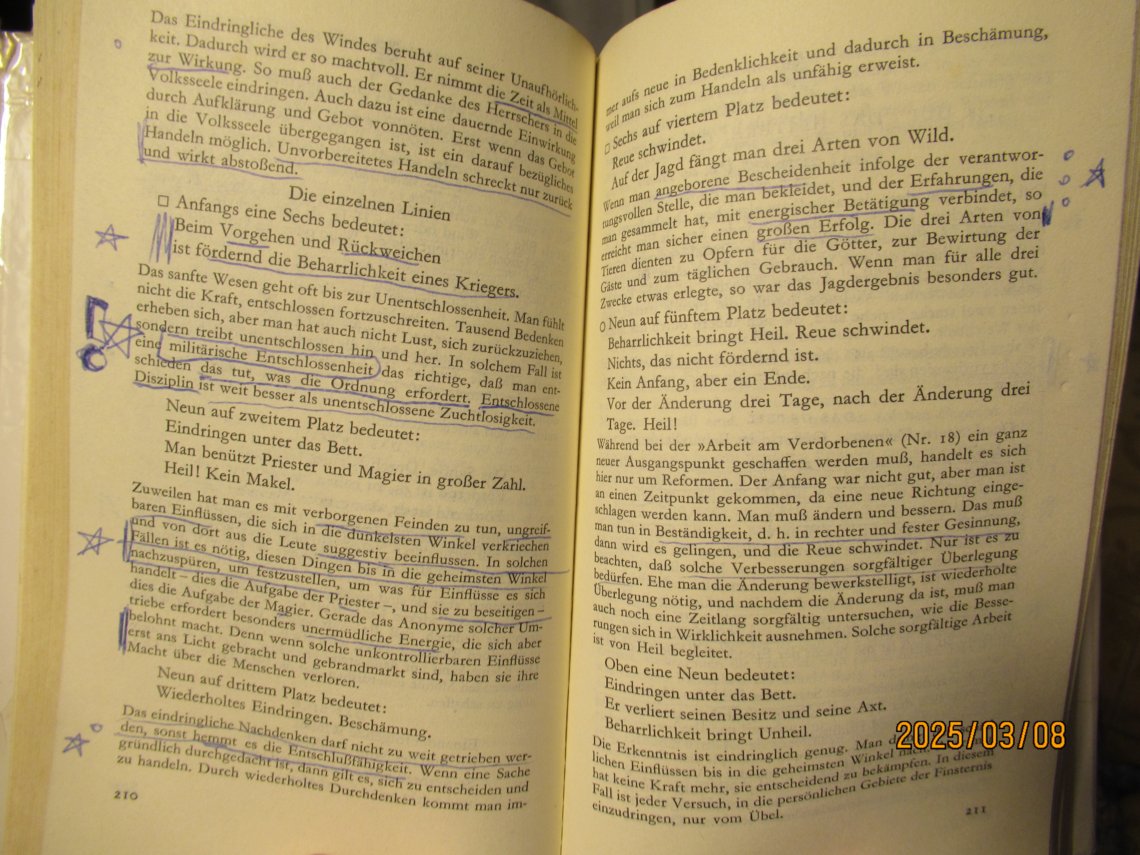 Das Eindringliche des Windes beruht auf seiner Unaufhörlich-
keit. Dadurch wird er so machtvoll. Er nimmt die Zeit als Mittel
zur Wirkung. So muß auch der Gedanke des Herrschers in die
Volksseele eindringen. Auch dazu ist eine dauernde Einwirkung
durch Aufklärung und Gebot vonnöten. Erst wenn das Gebot
in die Volksseele übergegangen ist, ist ein darauf bezügliches
Handeln möglich. Unvorbereitetes Handeln schreckt nur zurück
und wirkt abstoßend.
Die einzelnen Linien
□ Anfangs eine Sechs bedeutet:
Beim Vorgehen und Rückweichen
ist fördernd die Beharrlichkeit eines Kriegers.
Das sanfte Wesen geht oft bis zur Unentschlossenheit. Man fühlt
nicht die Kraft, entschlossen fortzuschreiten. Tausend Bedenken
erheben sich, aber man hat auch nicht Lust, sich zurückzuziehen,
sondern treibt unentschlossen hin und her. In solchem Fall ist
eine militärische Entschlossenheit das richtige, daß man ent-
schieden das tut, was die Ordnung erfordert. Entschlossene
Disziplin ist weit besser als unentschlossene Zuchtlosigkeit.
Neun auf zweitem Platz bedeutet:
Eindringen unter das Bett.
Man benützt Priester und Magier in großer Zahl.
Heil! Kein Makel.
Zuweilen hat man es mit verborgenen Feinden zu tun, ungreif-
baren Einflüssen, die sich in die dunkelsten Winkel verkriechen
und von dort aus die Leute suggestiv beeinflussen. In solchen
Fällen ist es nötig, diesen Dingen bis in die geheimsten Winkel
nachzuspüren, um festzustellen, um was für Einflüsse es sich
handelt – dies die Aufgabe der Priester –, und sie zu beseitigen –
dies die Aufgabe der Magier. Gerade das Anonyme solcher Um-
triebe erfordert besonders unermüdliche Energie, die sich aber
belohnt macht. Denn wenn solche unkontrollierbaren Einflüsse
erst ans Licht gebracht und gebrandmarkt sind, haben sie ihre
Macht über die Menschen verloren.
Neun auf drittem Platz bedeutet:
Wiederholtes Eindringen. Beschämung.
Das eindringliche Nachdenken darf nicht zu weit getrieben wer-
den, sonst hemmt es die Entschlußfähigkeit. Wenn eine Sache
gründlich durchgedacht ist, dann gilt es, sich zu entscheiden und
zu handeln. Durch wiederholtes Durchdenken kommt man im-
210
mer aufs neue in Bedenklichkeit und dadurch in Beschämung,
weil man sich zum Handeln als unfähig erweist.
□ Sechs auf viertem Platz bedeutet:
Reue schwindet.
Auf der Jagd fängt man drei Arten von Wild.
Wenn man angeborene Bescheidenheit infolge der verantwor-
tungsvollen Stelle, die man bekleidet, und der Erfahrungen, die
man gesammelt hat, mit energischer Betätigung verbindet, so
erreicht man sicher einen großen Erfolg. Die drei Arten von
Tieren dienten zu Opfern für die Götter, zur Bewirtung der
Gäste und zum täglichen Gebrauch. Wenn man für alle drei
Zwecke etwas erlegte, so war das Jagdergebnis besonders gut.
○ Neun auf fünftem Platz bedeutet:
Beharrlichkeit bringt Heil. Reue schwindet.
Nichts, das nicht fördernd ist.
Kein Anfang, aber ein Ende.
Vor der Änderung drei Tage, nach der Änderung drei
Tage. Heil!
Während bei der »Arbeit am Verdorbenen« (Nr. 18) ein ganz
neuer Ausgangspunkt geschaffen werden muß, handelt es sich
hier nur um Reformen. Der Anfang war nicht gut, aber man ist
an einen Zeitpunkt gekommen, da eine neue Richtung einge-
schlagen werden kann. Man muß ändern und bessern. Das muß
man tun in Beständigkeit, d. h. in rechter und fester Gesinnung,
dann wird es gelingen, und die Reue schwindet. Nur ist es zu
beachten, daß solche Verbesserungen sorgfältiger Überlegung
bedürfen. Ehe man die Änderung bewerkstelligt, ist wiederholte
Überlegung nötig, und nachdem die Änderung da ist, muß man
auch noch eine Zeitlang sorgfältig untersuchen, wie die Besse-
rungen sich in Wirklichkeit ausnehmen. Solche sorgfältige Arbeit
ist von Heil begleitet.
Oben eine Neun bedeutet:
Eindringen unter das Bett.
Er verliert seinen Besitz und seine Axt.
Beharrlichkeit bringt Unheil.
Die Erkenntnis ist eindringlich genug. Man
lichen Einflüssen bis in die geheimsten Winkel
hat keine Kraft mehr, sie entscheidend zu bekämpfen. In diesem
Fall ist jeder Versuch, in die persönlichen Gebiete der Finsternis
einzudringen, nur vom Übel.
211
2025/03/08